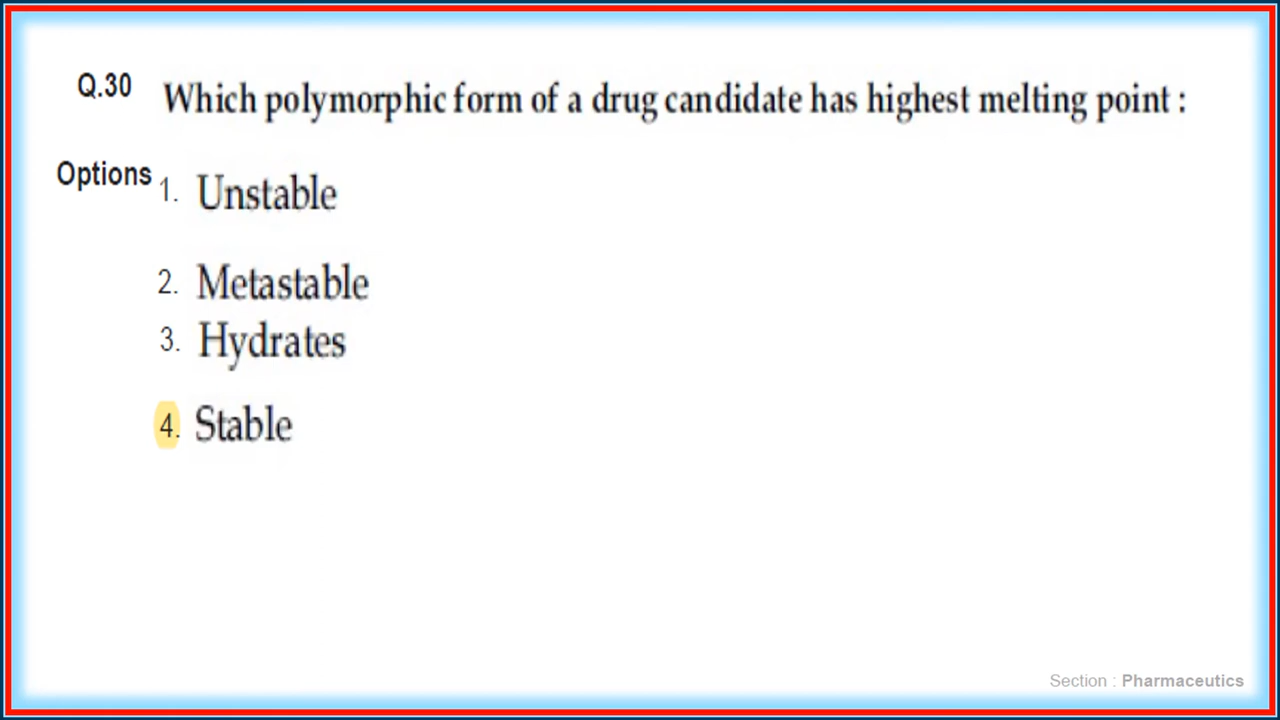 Q.30 Which polymorphic form of a drug candidate has highest melting point :
Options 1. Unstable
2. Metastable
3. Hydrates
4. Stable
Section : Pharmaceutics